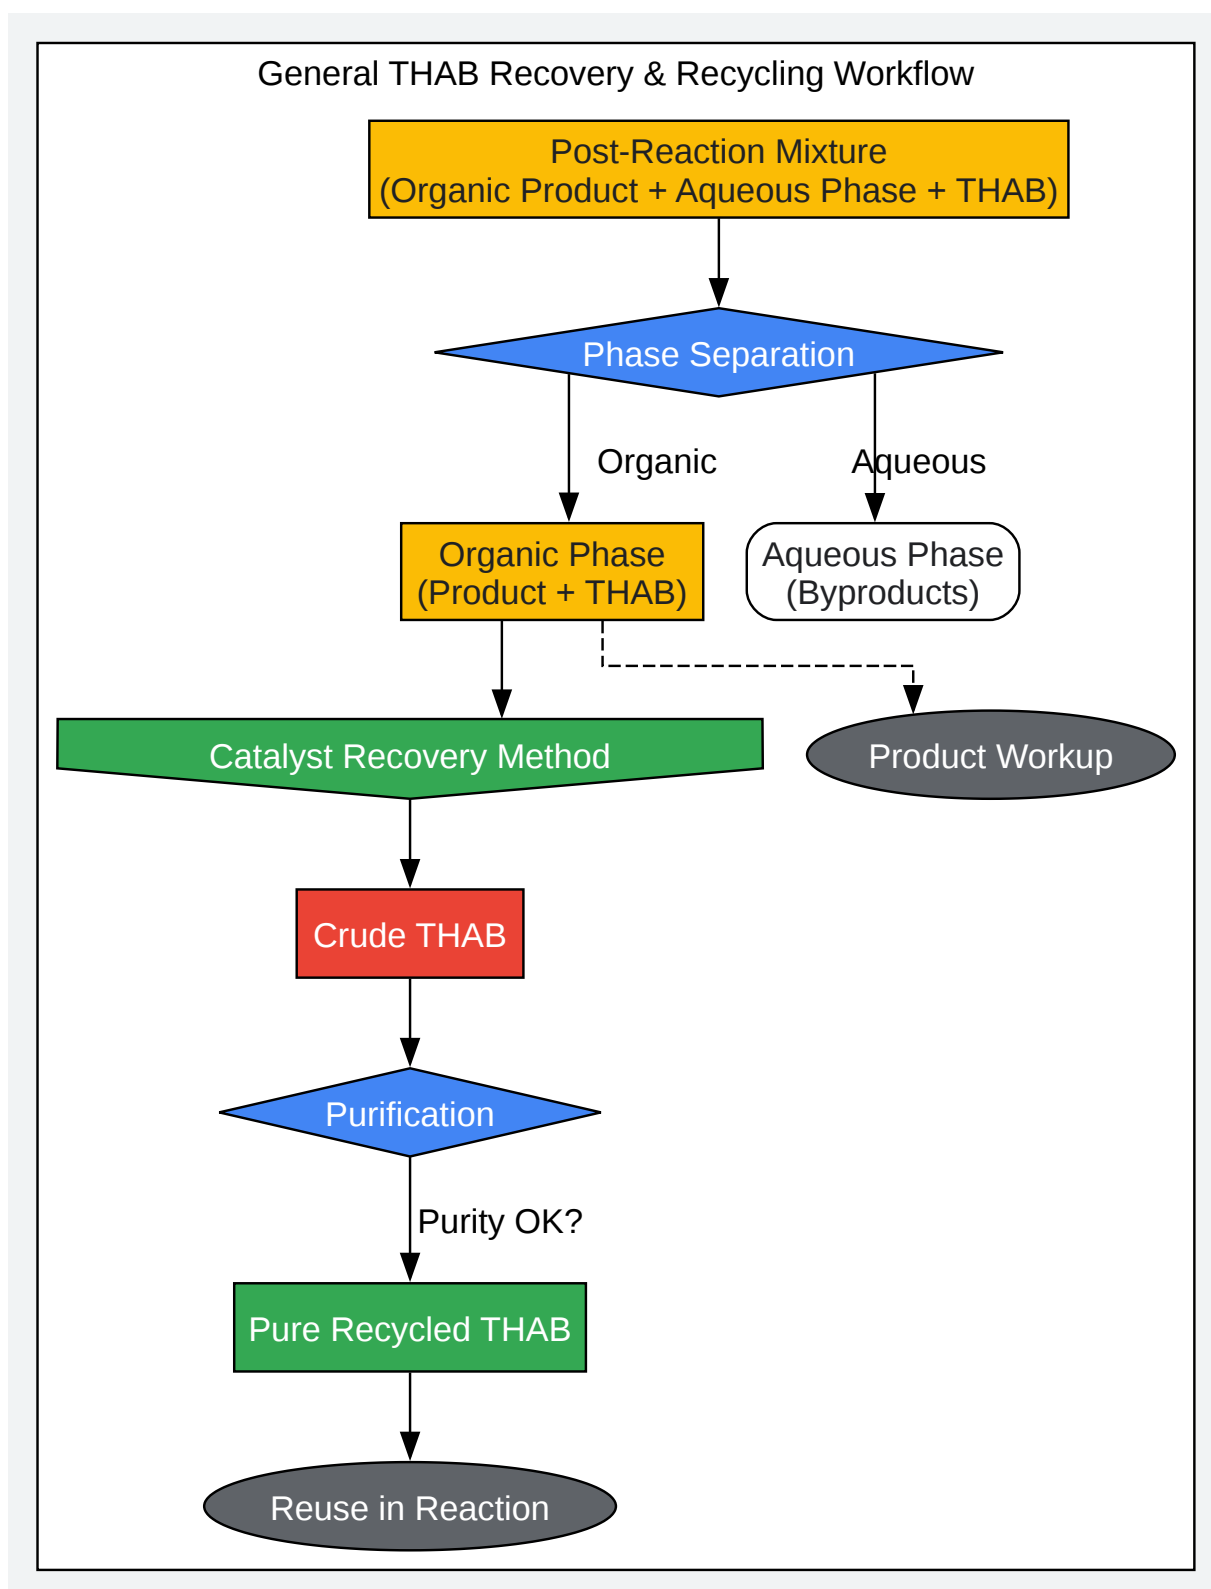 General THAB Recovery & Recycling Workflow
Post-Reaction Mixture
(Organic Product + Aqueous Phase + THAB)
Phase Separation
Organic
Aqueous
Organic Phase
(Product + THAB)
Aqueous Phase
(Byproducts)
Catalyst Recovery Method
Product Workup
Crude THAB
Purification
Purity OK?
Pure Recycled THAB
Reuse in Reaction